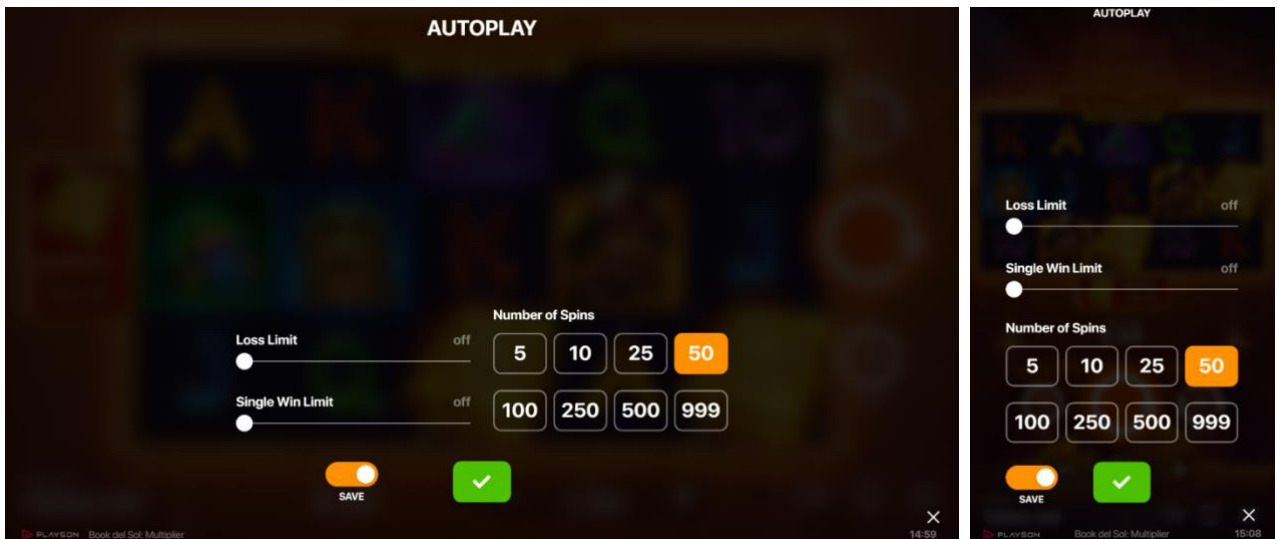 AUTOPLAY
Number of Spins
Loss Limit off
5 10 25 50
Single Win Limit off
100 250 500 999
SAVE
PLAYSON Book del Sol: Multiplier 14:59
AUTOPLAY
Loss Limit off
Single Win Limit off
Number of Spins
5 10 25 50
100 250 500 999
SAVE
PLAYSON Book del Sol: Multiplier 15:08